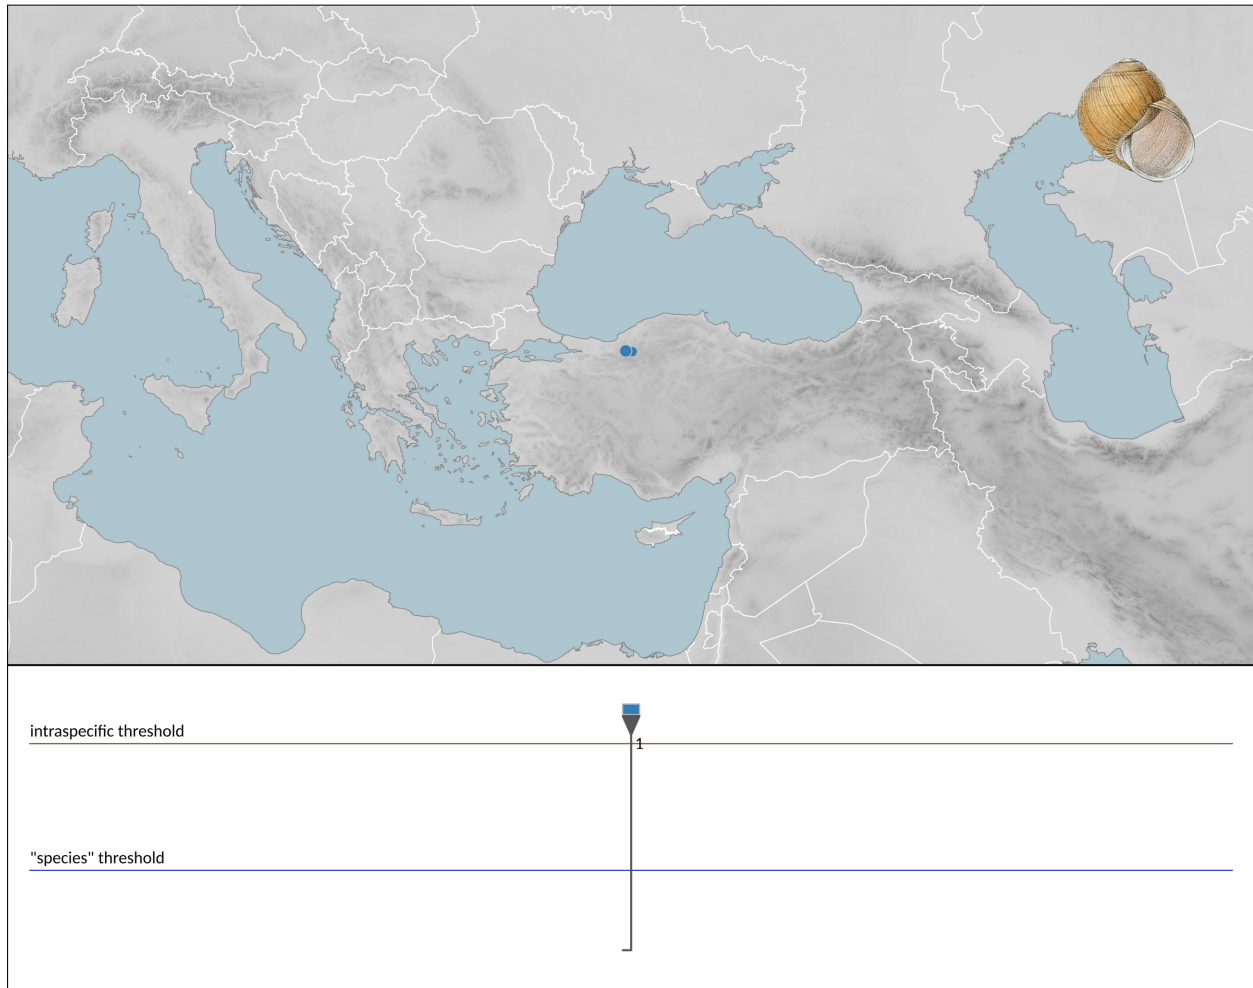 intraspecific threshold
1
"species" threshold